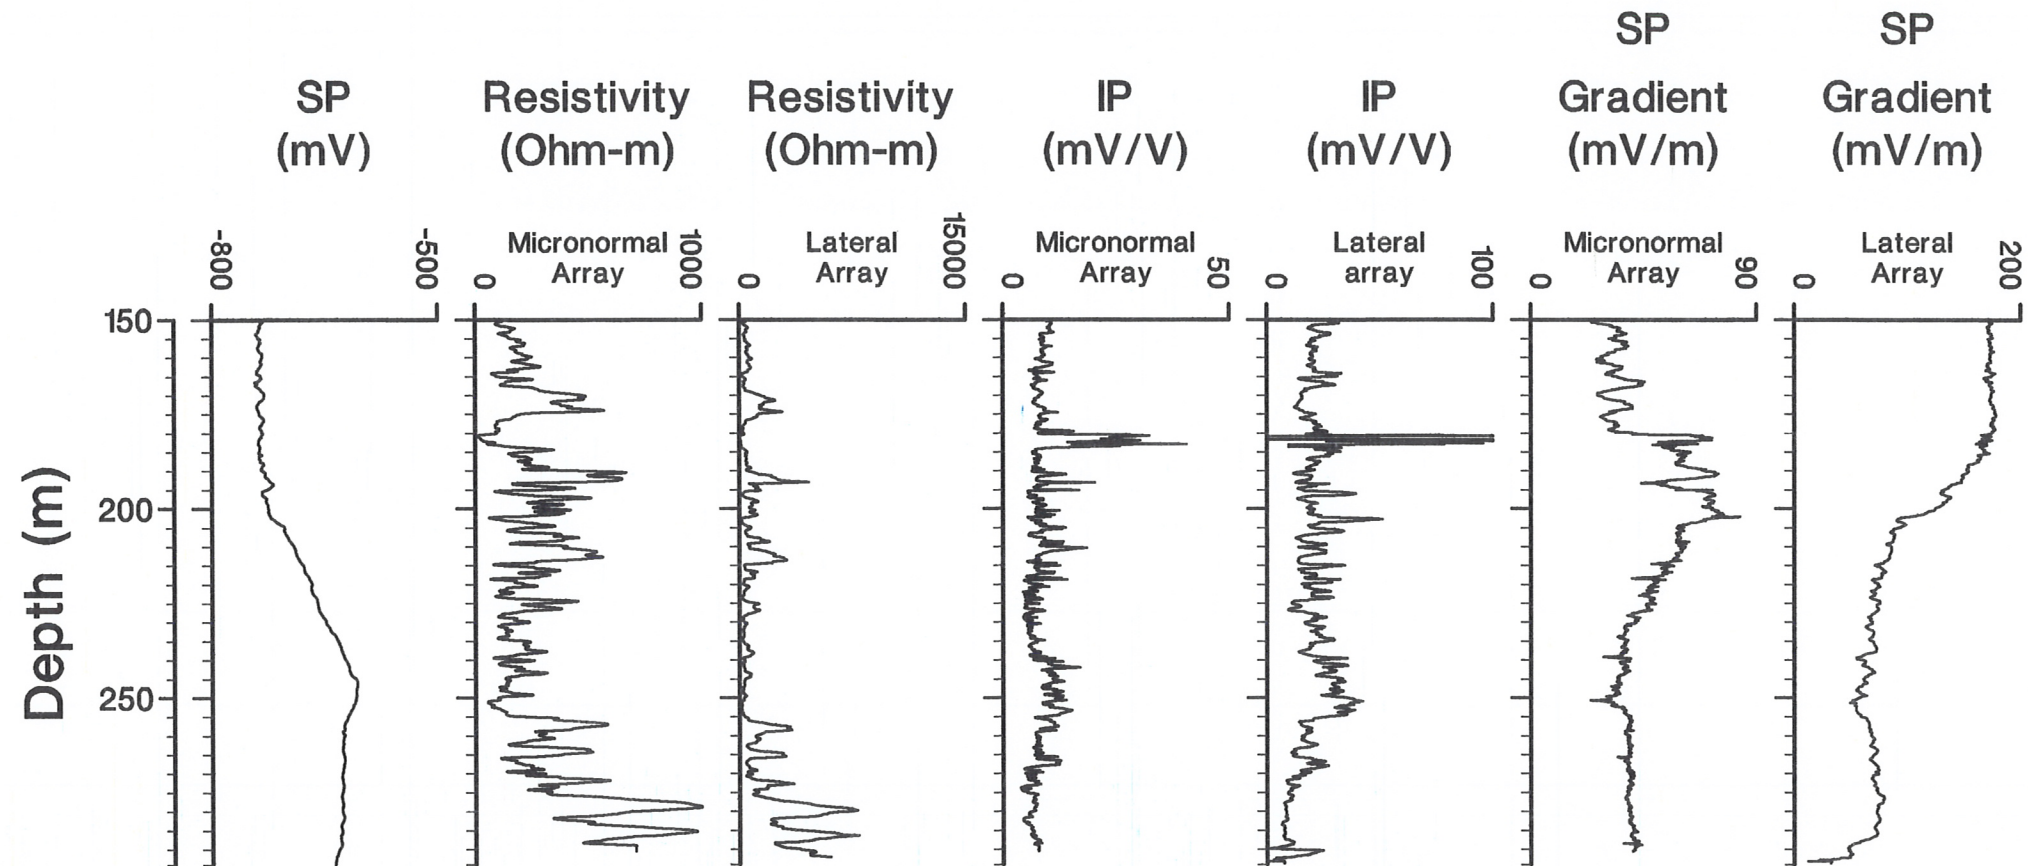 SP SP
SP Resistivity Resistivity IP IP Gradient Gradient
(mV) (Ohm-m) (Ohm-m) (mV/V) (mV/V) (mV/m) (mV/m)
Micronormal Lateral Micronormal Lateral Micronormal Lateral
Array Array Array array Array Array
-800 -500 0 1000 0 15000 0 50 0 100 0 90 0 200
150
200
250
Depth (m)